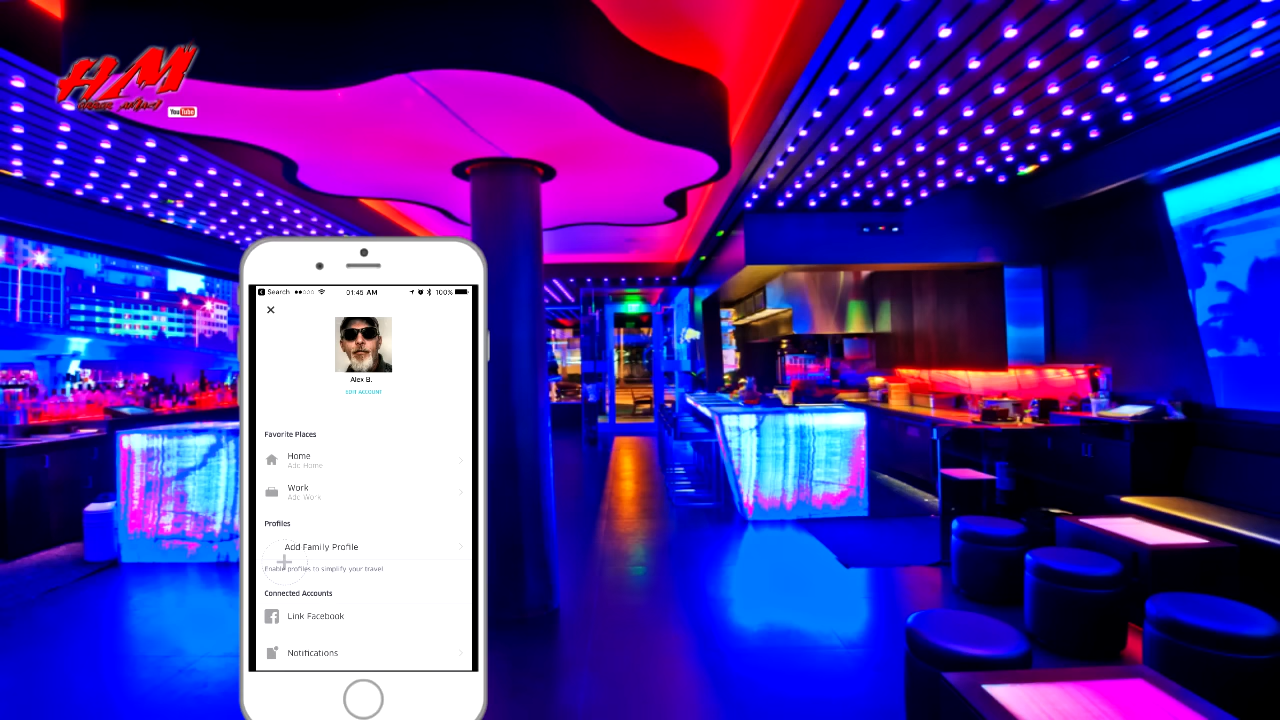 HM
YouTube
Search
01:45 AM
100%
Alex B.
EDIT ACCOUNT
Favorite Places
Home
Add Home
Work
Add Work
Profiles
Add Family Profile
Enable profiles to simplify your travel
Connected Accounts
Link Facebook
Notifications